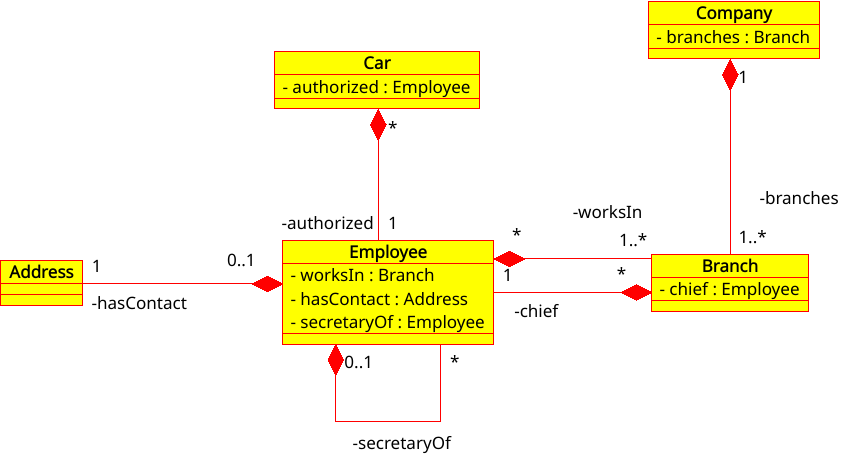 Company
- branches : Branch
1
Car
- authorized : Employee
*
-branches
1..*
-authorized
1
-worksIn
*
1..*
Employee
- worksIn : Branch
- hasContact : Address
- secretaryOf : Employee
0..1
1
Address
-hasContact
1
*
-chief
Branch
- chief : Employee
0..1
*
-secretaryOf